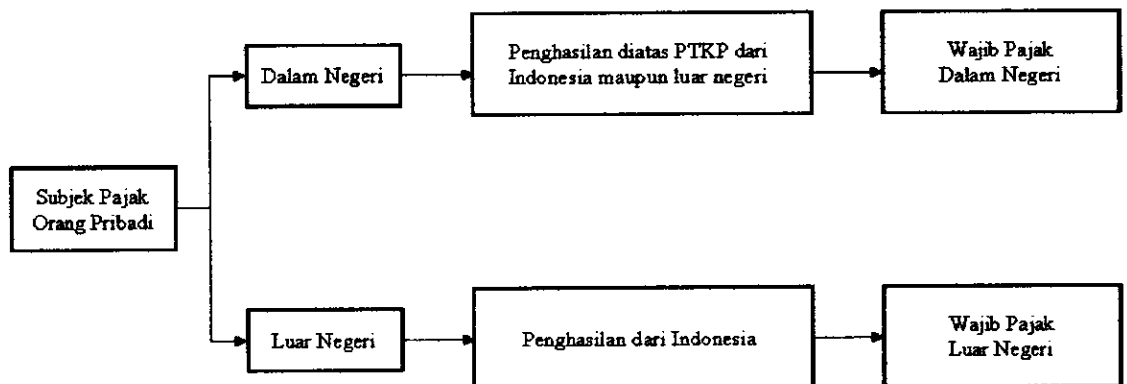 Subjek Pajak
Orang Pribadi
Dalam Negeri
Penghasilan diatas PTKP dari
Indonesia maupun luar negeri
Wajib Pajak
Dalam Negeri
Luar Negeri
Penghasilan dari Indonesia
Wajib Pajak
Luar Negeri